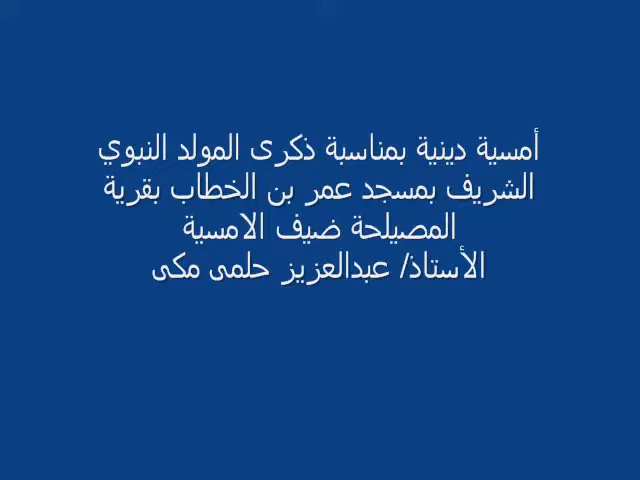 أمسية دينية بمناسبة ذكرى المولد النبوي
الشريف بمسجد عمر بن الخطاب بقرية
المصيلحة ضيف الامسية
الأستاذ/ عبدالعزيز حلمى مكى